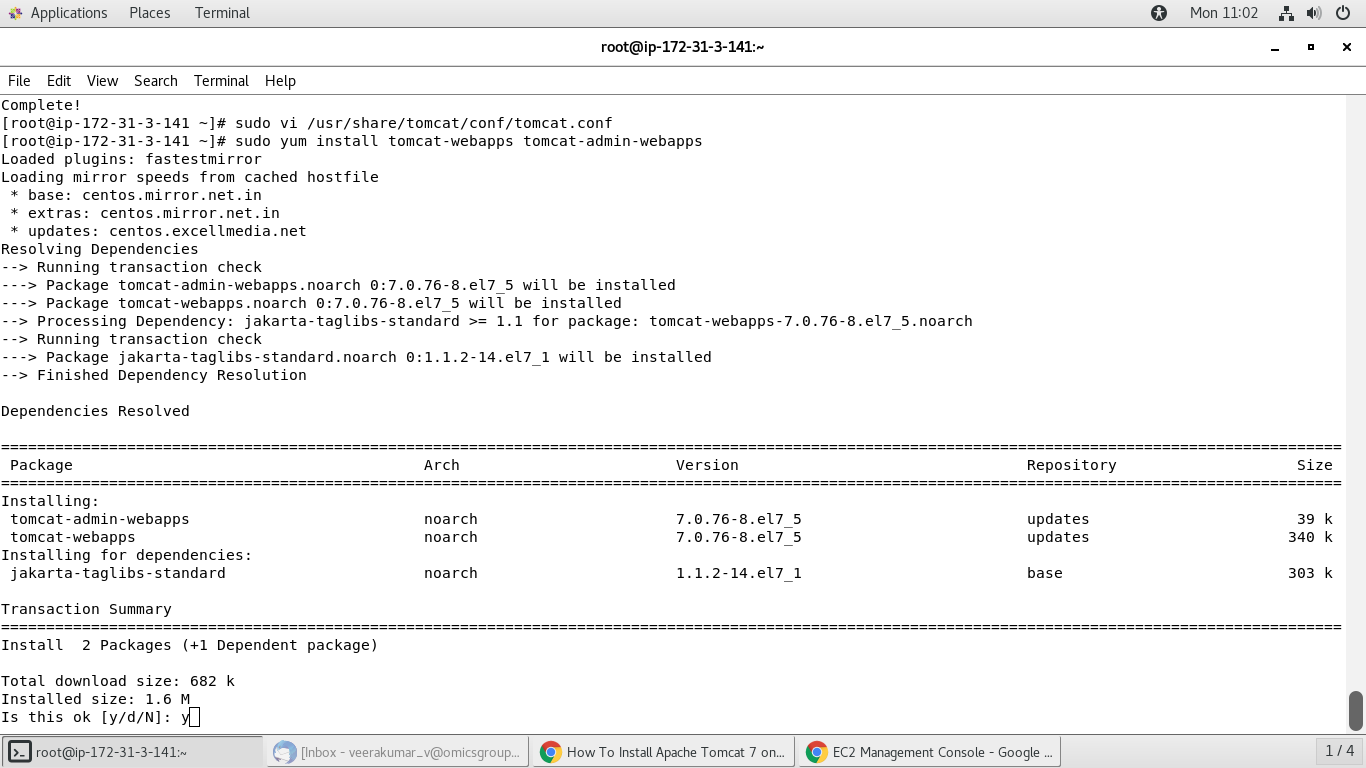 Applications Places Terminal Mon 11:02
root@ip-172-31-3-141:~
File Edit View Search Terminal Help
Complete!
[root@ip-172-31-3-141 ~]# sudo vi /usr/share/tomcat/conf/tomcat.conf
[root@ip-172-31-3-141 ~]# sudo yum install tomcat-webapps tomcat-admin-webapps
Loaded plugins: fastestmirror
Loading mirror speeds from cached hostfile
 * base: centos.mirror.net.in
 * extras: centos.mirror.net.in
 * updates: centos.excellmedia.net
Resolving Dependencies
--> Running transaction check
---> Package tomcat-admin-webapps.noarch 0:7.0.76-8.el7_5 will be installed
---> Package tomcat-webapps.noarch 0:7.0.76-8.el7_5 will be installed
--> Processing Dependency: jakarta-taglibs-standard >= 1.1 for package: tomcat-webapps-7.0.76-8.el7_5.noarch
--> Running transaction check
---> Package jakarta-taglibs-standard.noarch 0:1.1.2-14.el7_1 will be installed
--> Finished Dependency Resolution
Dependencies Resolved
Package Arch Version Repository Size
Installing:
tomcat-admin-webapps noarch 7.0.76-8.el7_5 updates 39 k
tomcat-webapps noarch 7.0.76-8.el7_5 updates 340 k
Installing for dependencies:
jakarta-taglibs-standard noarch 1.1.2-14.el7_1 base 303 k
Transaction Summary
Install  2 Packages (+1 Dependent package)
Total download size: 682 k
Installed size: 1.6 M
Is this ok [y/d/N]: y
root@ip-172-31-3-141:~ [Inbox - veerakumar_v@omicsgroup... How To Install Apache Tomcat 7 on... EC2 Management Console - Google ... 1 / 4